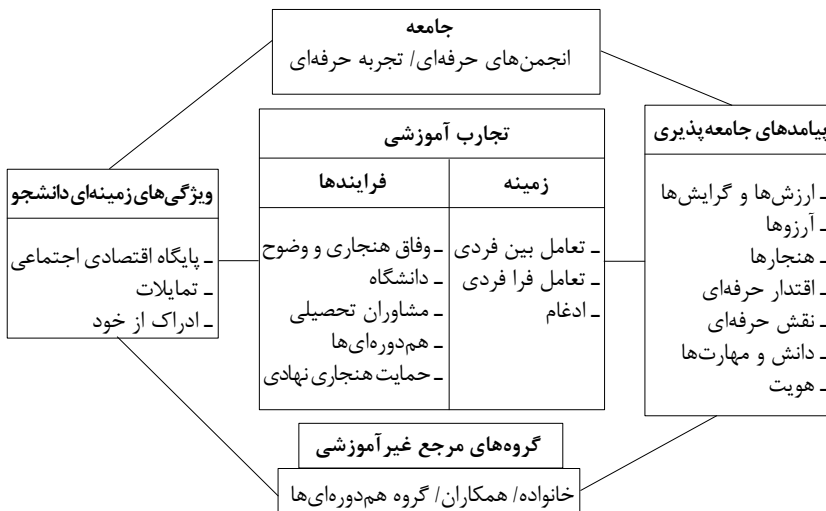 جامعه
انجمن‌های حرفه‌ای/ تجربه حرفه‌ای
پیامدهای جامعه‌پذیری
ـ ارزش‌ها و گرایش‌ها
ـ آرزوها
ـ هنجارها
ـ اقتدار حرفه‌ای
ـ نقش حرفه‌ای
ـ دانش و مهارت‌ها
ـ هویت
تجارب آموزشی
زمینه
ـ تعامل بین فردی
ـ تعامل فرا فردی
ـ ادغام
فرایندها
ـ وفاق هنجاری و وضوح
ـ دانشگاه
ـ مشاوران تحصیلی
ـ هم‌دوره‌ای‌ها
ـ حمایت هنجاری نهادی
ویژگی‌های زمینه‌ای دانشجو
ـ پایگاه اقتصادی اجتماعی
ـ تمایلات
ـ ادراک از خود
گروه‌های مرجع غیرآموزشی
خانواده/ همکاران/ گروه هم‌دوره‌ای‌ها